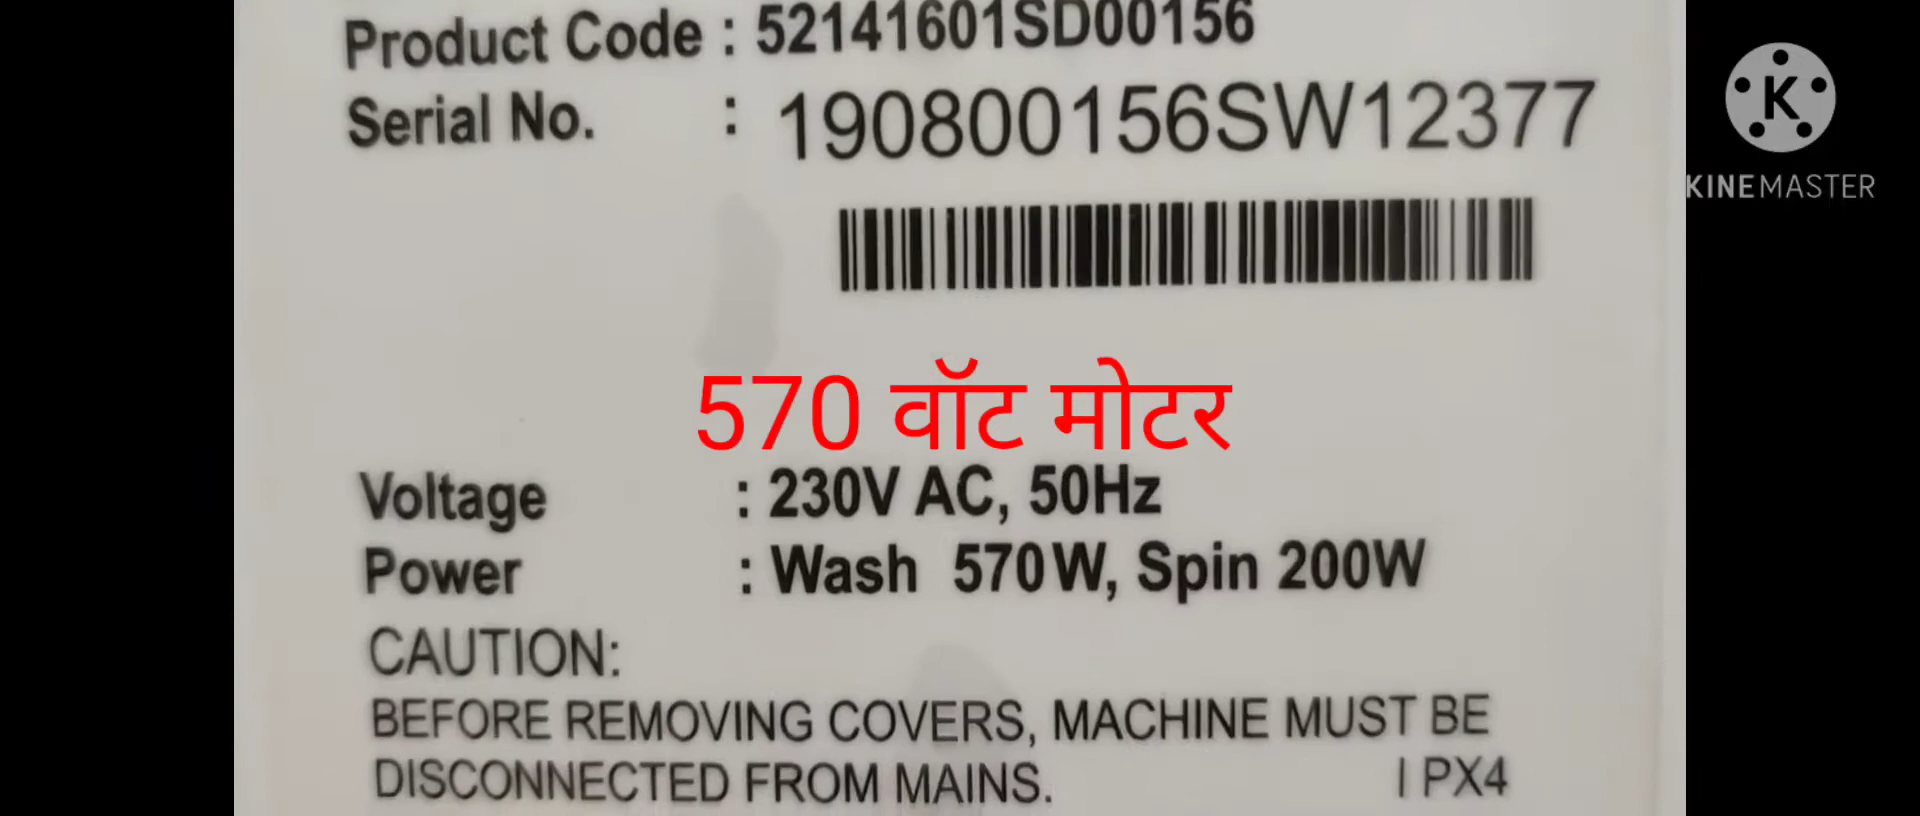 Product Code : 52141601SD00156
Serial No. : 190800156SW12377
K
KINEMASTER
570 वॉट मोटर
Voltage : 230V AC, 50Hz
Power : Wash 570W, Spin 200W
CAUTION:
BEFORE REMOVING COVERS, MACHINE MUST BE
DISCONNECTED FROM MAINS. I PX4